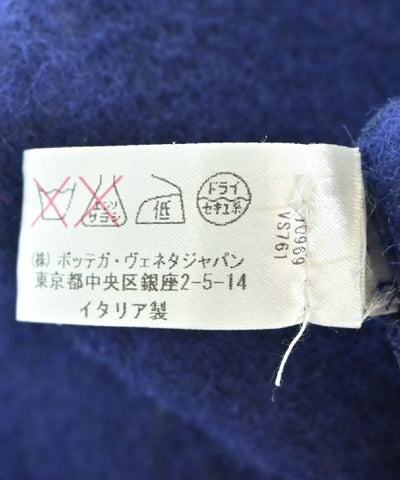 エンソ
サラシ
低
ドライ
セキユ系
(株) ボッテガ・ヴェネタジャパン
東京都中央区銀座2-5-14
イタリア製
10969
VS761